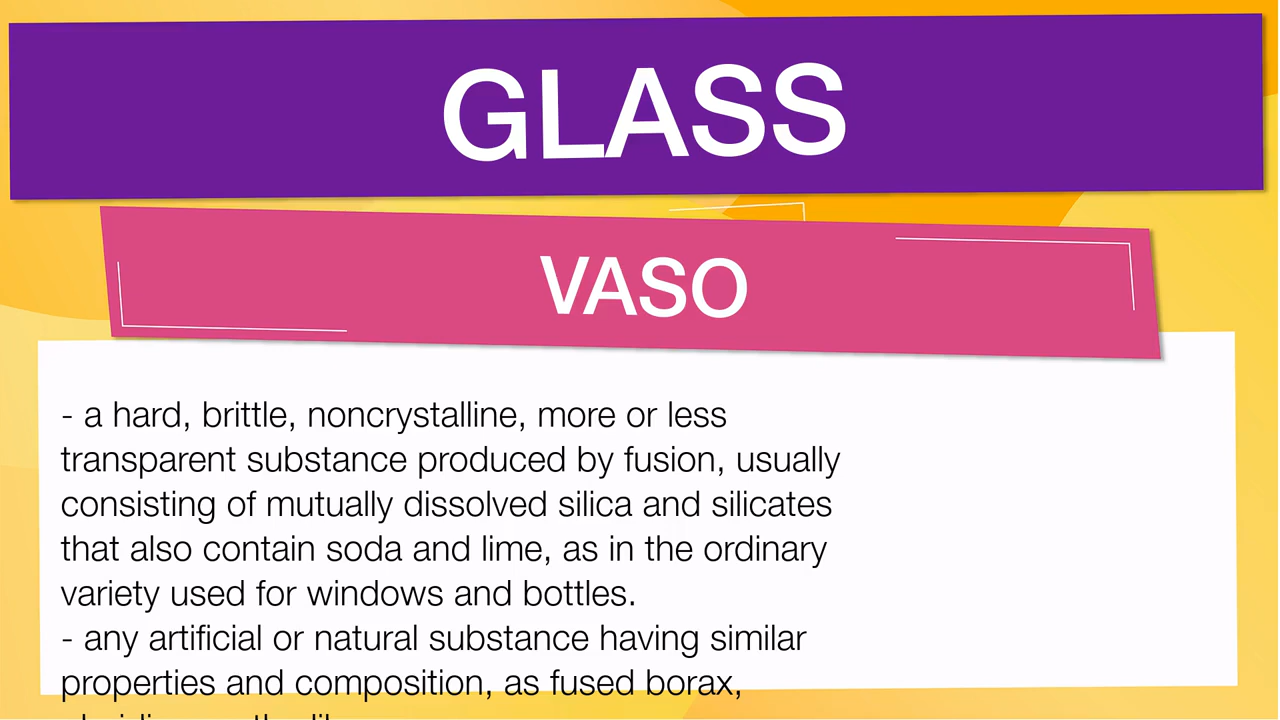 GLASS
VASO
- a hard, brittle, noncrystalline, more or less
transparent substance produced by fusion, usually
consisting of mutually dissolved silica and silicates
that also contain soda and lime, as in the ordinary
variety used for windows and bottles.
- any artificial or natural substance having similar
properties and composition, as fused borax,